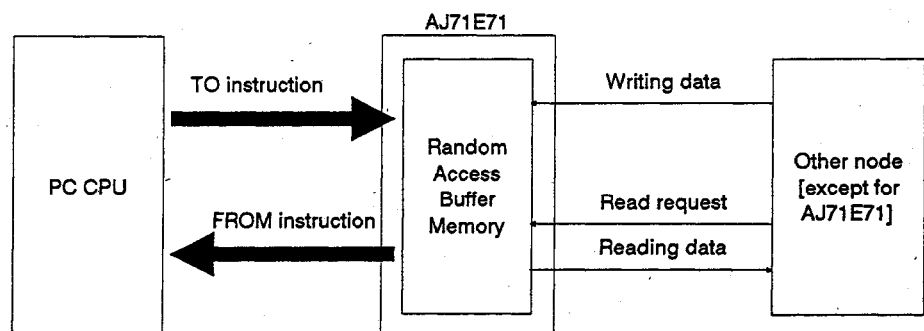 AJ71E71
TO instruction
Writing data
Random
Access
Buffer
Memory
PC CPU
Other node
[except for
AJ71E71]
FROM instruction
Read request
Reading data